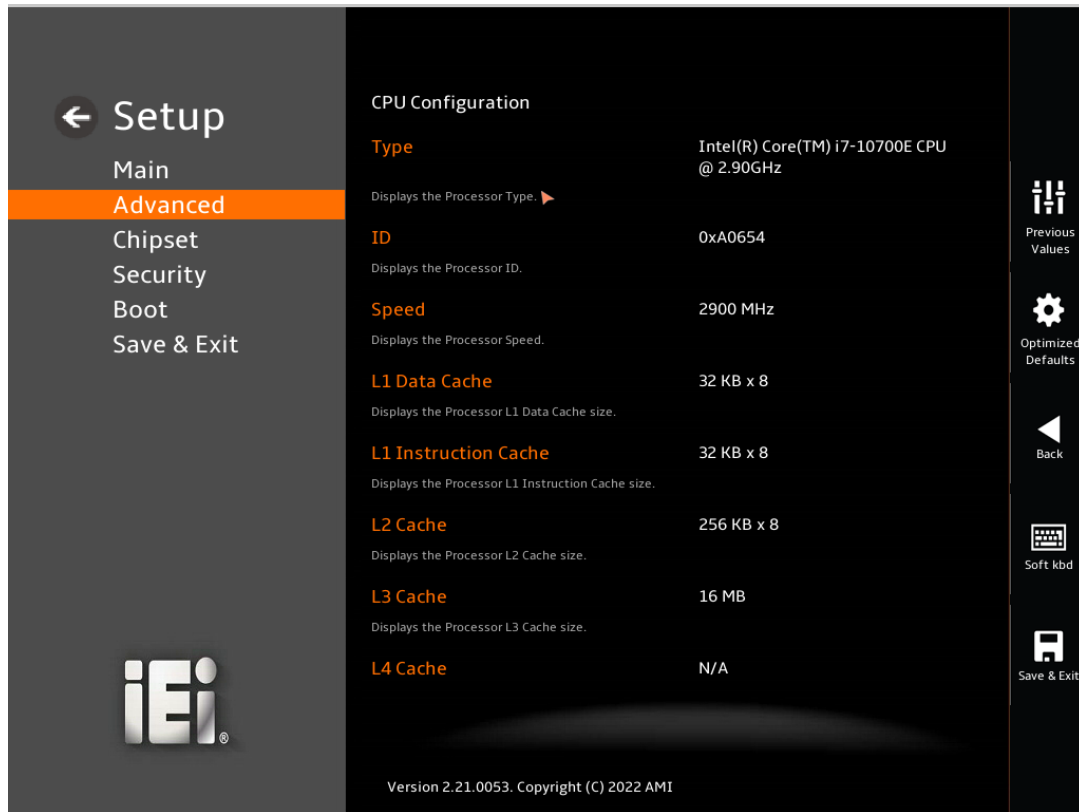 Setup
Main
Advanced
Chipset
Security
Boot
Save & Exit
iEi®
CPU Configuration
Type
Intel(R) Core(TM) i7-10700E CPU
@ 2.90GHz
Displays the Processor Type.
ID
0xA0654
Displays the Processor ID.
Speed
2900 MHz
Displays the Processor Speed.
L1 Data Cache
32 KB x 8
Displays the Processor L1 Data Cache size.
L1 Instruction Cache
32 KB x 8
Displays the Processor L1 Instruction Cache size.
L2 Cache
256 KB x 8
Displays the Processor L2 Cache size.
L3 Cache
16 MB
Displays the Processor L3 Cache size.
L4 Cache
N/A
Version 2.21.0053. Copyright (C) 2022 AMI
Previous
Values
Optimized
Defaults
Back
Soft kbd
Save & Exit